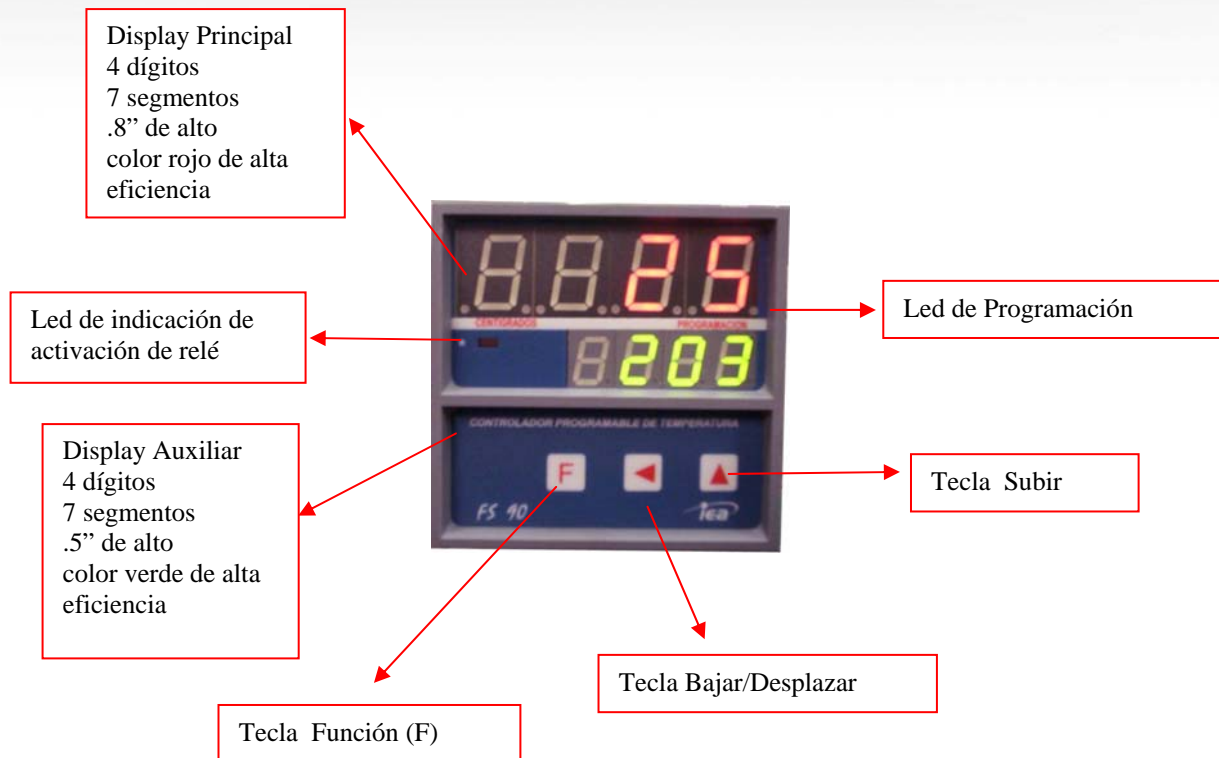 Display Principal
4 dígitos
7 segmentos
.8” de alto
color rojo de alta
eficiencia
25
Led de Programación
Led de indicación de
activación de relé
CENTIGRADOS
PROGRAMACION
203
Display Auxiliar
4 dígitos
7 segmentos
.5” de alto
color verde de alta
eficiencia
CONTROLADOR PROGRAMABLE DE TEMPERATURA
F
Tecla Subir
FS 90
Tecla Bajar/Desplazar
Tecla Función (F)